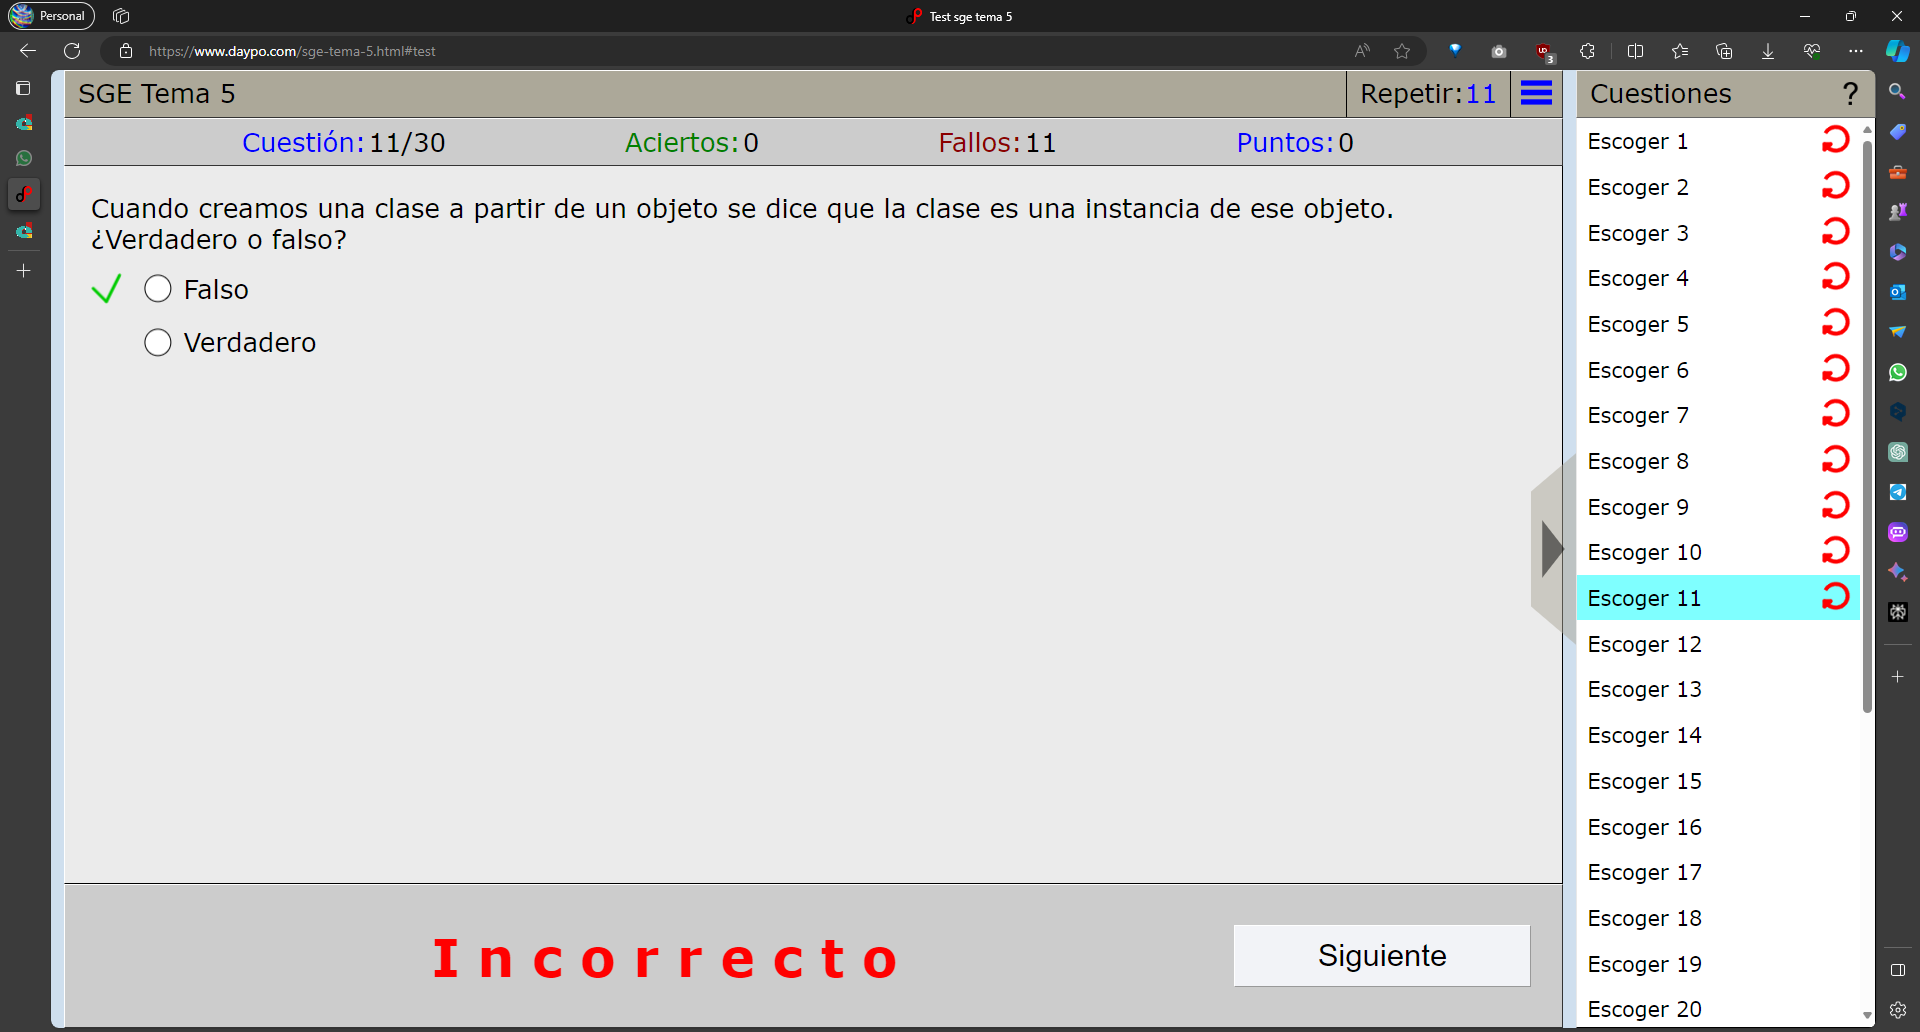 Personal
Test sge tema 5
https://www.daypo.com/sge-tema-5.html#test
3
SGE Tema 5
Repetir:11
Cuestiones
?
Cuestión:11/30
Aciertos:0
Fallos:11
Puntos:0
Cuando creamos una clase a partir de un objeto se dice que la clase es una instancia de ese objeto.
¿Verdadero o falso?
Falso
Verdadero
Incorrecto
Siguiente
Escoger 1
Escoger 2
Escoger 3
Escoger 4
Escoger 5
Escoger 6
Escoger 7
Escoger 8
Escoger 9
Escoger 10
Escoger 11
Escoger 12
Escoger 13
Escoger 14
Escoger 15
Escoger 16
Escoger 17
Escoger 18
Escoger 19
Escoger 20